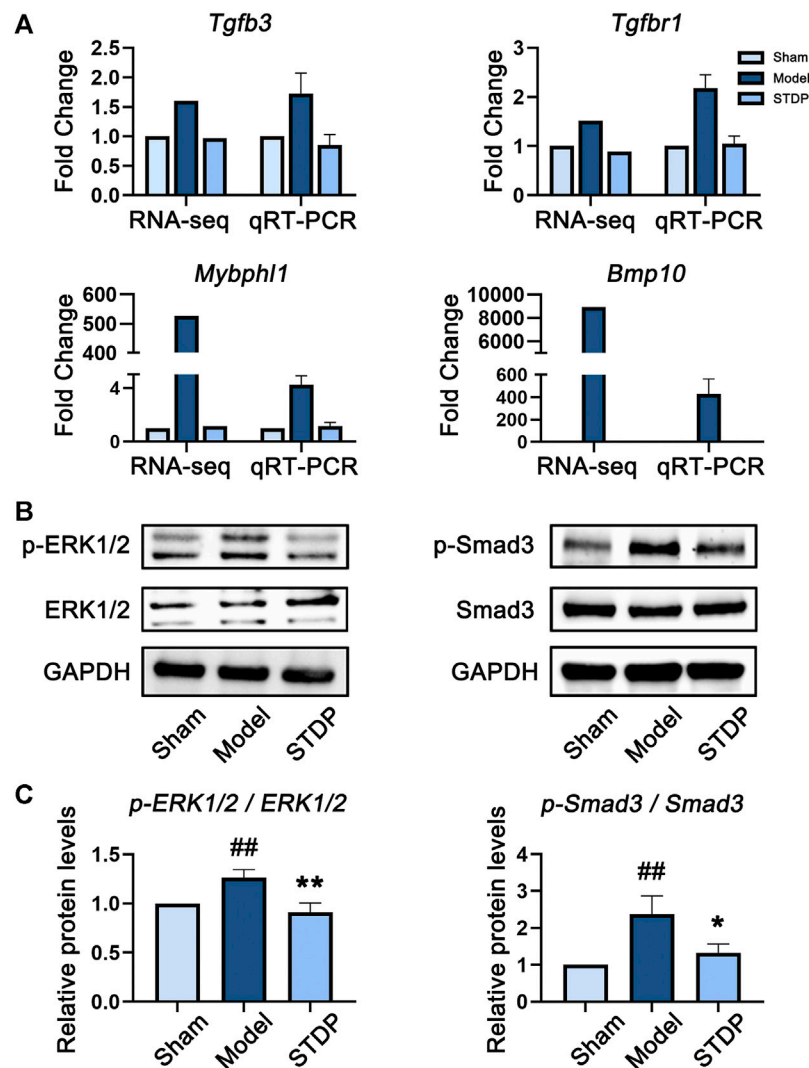 A
Tgfb3
Fold Change
2.5
2.0
1.5
1.0
0.5
0.0
RNA-seq
qRT-PCR
Tgfbr1
Fold Change
3
2
1
0
RNA-seq
qRT-PCR
Sham
Model
STDP
Mybphl1
Fold Change
600
500
400
4
1
RNA-seq
qRT-PCR
Bmp10
Fold Change
10000
8000
6000
600
400
200
0
RNA-seq
qRT-PCR
B
p-ERK1/2
ERK1/2
GAPDH
Sham
Model
STDP
p-Smad3
Smad3
GAPDH
Sham
Model
STDP
C
p-ERK1/2 / ERK1/2
Relative protein levels
1.5
1.0
0.5
0.0
##
**
Sham
Model
STDP
p-Smad3 / Smad3
Relative protein levels
4
3
2
1
0
##
*
Sham
Model
STDP